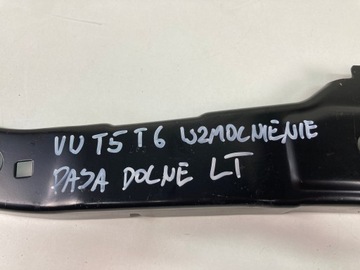 VW T5 T6 WZMOCNIENIE
PASA DOLNE LT